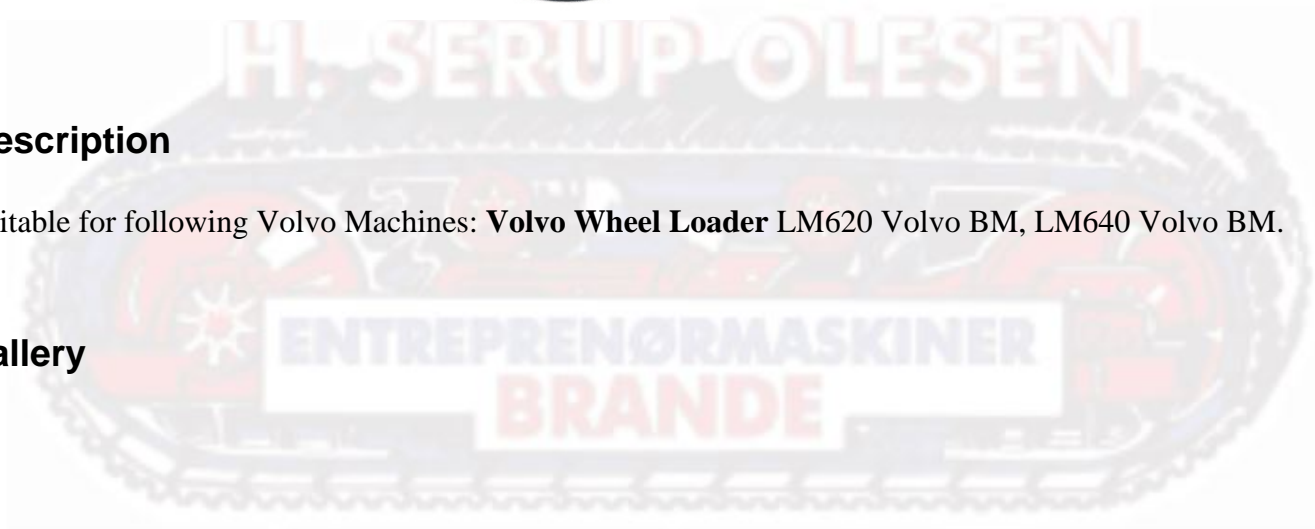 H. SERUP OLESEN
escription
itable for following Volvo Machines: Volvo Wheel Loader LM620 Volvo BM, LM640 Volvo BM.
ENTREPRENØRMASKINER
allery
BRANDE